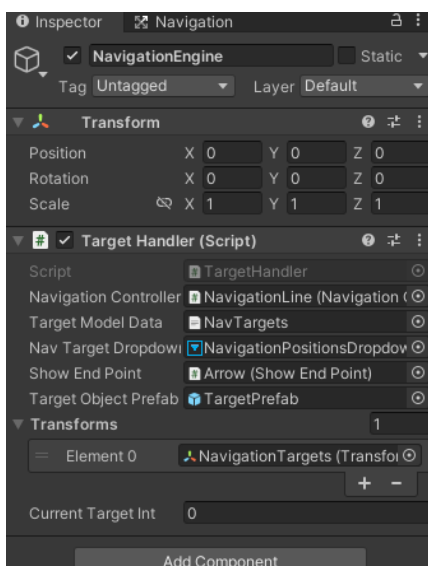 Inspector Navigation
NavigationEngine Static
Tag Untagged Layer Default
Transform
Position X 0 Y 0 Z 0
Rotation X 0 Y 0 Z 0
Scale X 1 Y 1 Z 1
# Target Handler (Script)
Script # TargetHandler
Navigation Controller # NavigationLine (Navigation
Target Model Data NavTargets
Nav Target Dropdow NavigationPositionsDropdow
Show End Point # Arrow (Show End Point)
Target Object Prefab TargetPrefab
Transforms 1
Element 0 NavigationTargets (Transfo
+ -
Current Target Int 0
Add Component